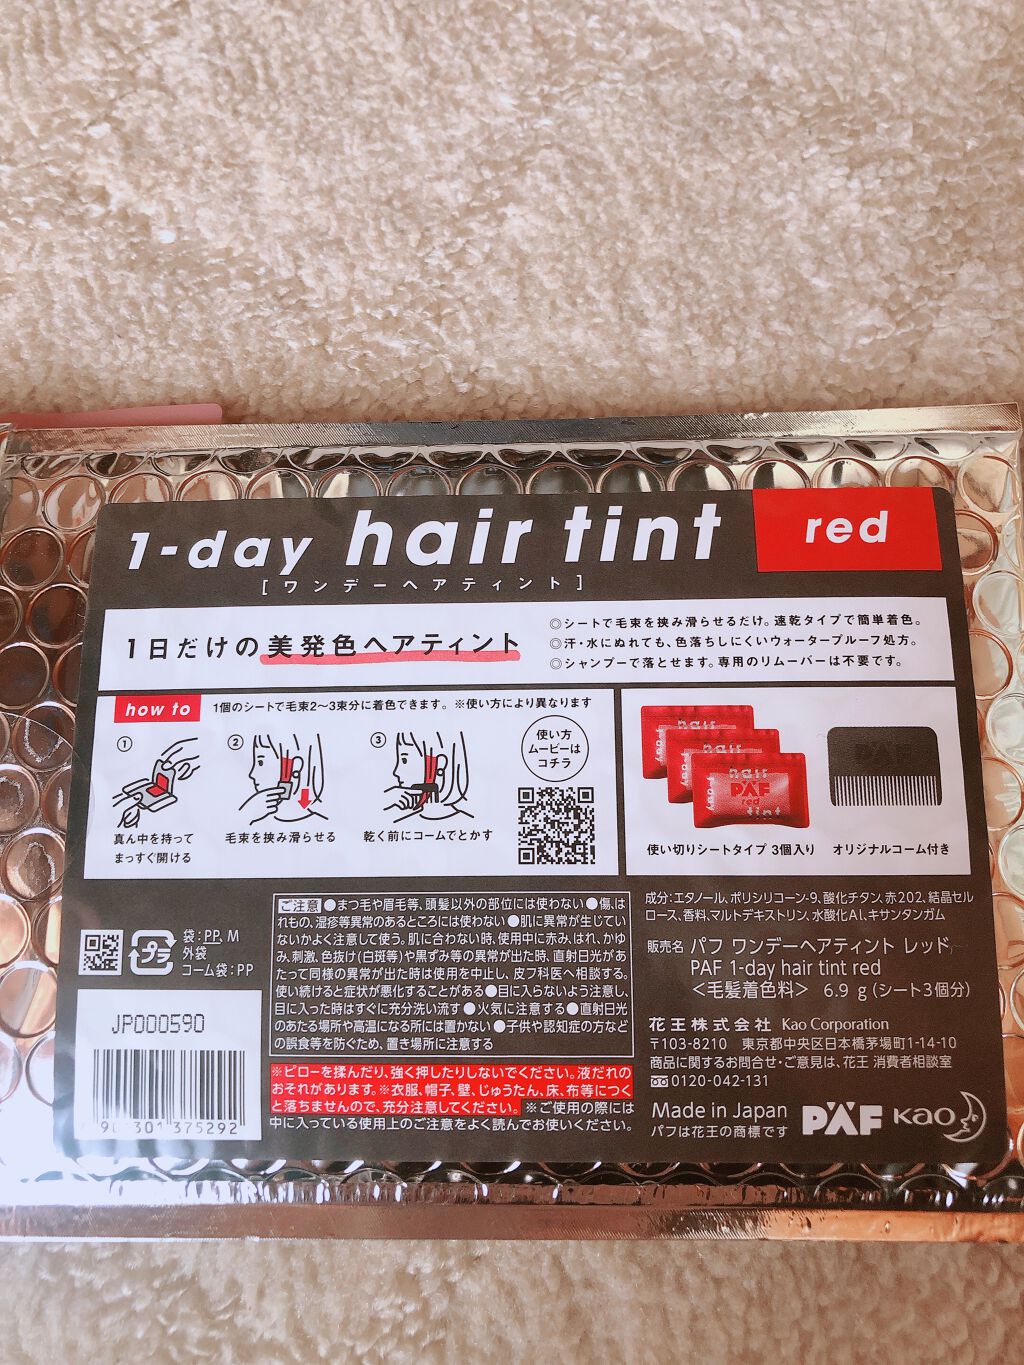 1-day hair tint
red
[ワンデーヘアティント]
1日だけの美発色ヘアティント
◎シートで毛束を挟み滑らせるだけ。速乾タイプで簡単着色。
◎汗・水にぬれても、色落ちしにくいウォータープルーフ処方。
◎シャンプーで落とせます。専用のリムーバーは不要です。
how to
1個のシートで毛束2〜3束分に着色できます。※使い方により異なります
①
真ん中を持って
まっすぐ開ける
②
毛束を挟み滑らせる
③
乾く前にコームでとかす
使い方
ムービーは
コチラ
hair
PAF
red
tint
PAF
使い切りシートタイプ 3個入り
オリジナルコーム付き
プラ
袋:PP, M
外袋
コーム袋:PP
JP000590
901301 375292
ご注意 ●まつ毛や眉毛等、頭髪以外の部位には使わない●傷、は
れもの、湿疹等異常のあるところには使わない●肌に異常が生じてい
ないかよく注意して使う。肌に合わない時、使用中に赤み、はれ、かゆ
み、刺激、色抜け(白斑等)や黒ずみ等の異常が出た時、直射日光があ
たって同様の異常が出た時は使用を中止し、皮フ科医へ相談する。
使い続けると症状が悪化することがある●目に入らないよう注意し、
目に入った時はすぐに充分洗い流す●火気に注意する●直射日光
のあたる場所や高温になる所には置かない●子供や認知症の方など
の誤食等を防ぐため、置き場所に注意する
※ピローを揉んだり、強く押したりしないでください。液だれの
おそれがあります。※衣服、帽子、壁、じゅうたん、床、布等につく
と落ちませんので、充分注意してください。※ご使用の際には
中に入っている使用上のご注意をよく読んでお使いください。
成分:エタノール、ポリシリコーン-9、酸化チタン、赤202、結晶セル
ロース、香料、マルトデキストリン、水酸化Al、キサンタンガム
販売名 パフ ワンデーヘアティント レッド
PAF 1-day hair tint red
<毛髪着色料> 6.9 g(シート3個分)
花王株式会社 Kao Corporation
〒103-8210 東京都中央区日本橋茅場町1-14-10
商品に関するお問合せ・ご意見は、花王 消費者相談室
0120-042-131
Made in Japan
パフは花王の商標です
PAF
Kao